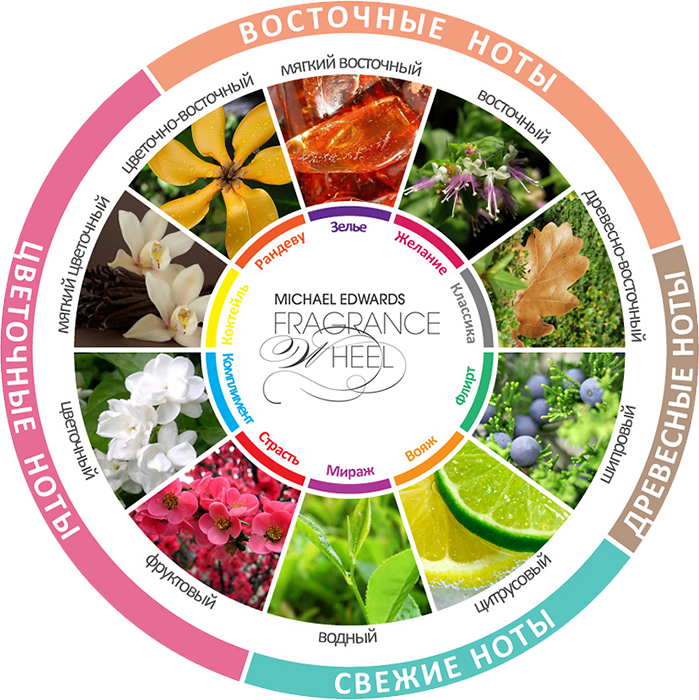 ВОСТОЧНЫЕ НОТЫ
ДРЕВЕСНЫЕ НОТЫ
СВЕЖИЕ НОТЫ
ЦВЕТОЧНЫЕ НОТЫ
мягкий восточный
восточный
древесно-восточный
шипровый
цитрусовый
водный
фруктовый
цветочный
мягкий цветочный
цветочно-восточный
Зелье
Желание
Классика
Флирт
Вояж
Мираж
Страсть
Комплимент
Коктейль
Рандеву
MICHAEL EDWARDS
FRAGRANCE
WHEEL